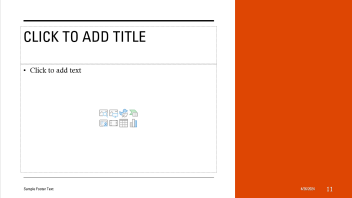 CLICK TO ADD TITLE
• Click to add text
Sample Footer Text
11